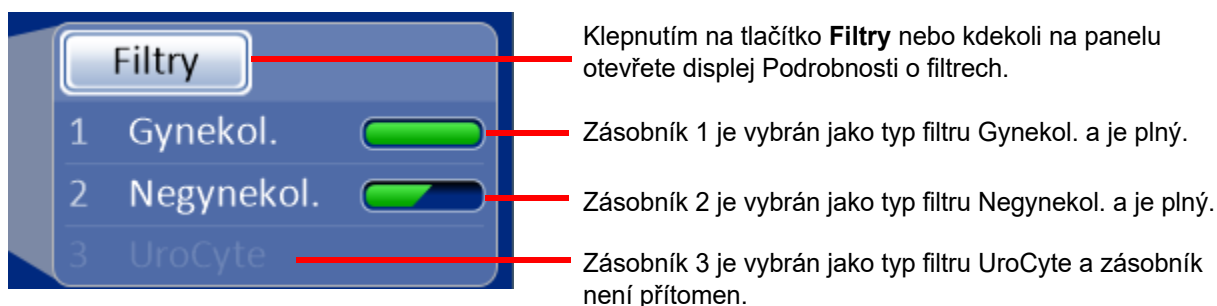 Filtry
1 Gynekol.
2 Negynekol.
3 UroCyte
Klepnutím na tlačítko Filtry nebo kdekoli na panelu
otevřete displej Podrobnosti o filtrech.
Zásobník 1 je vybrán jako typ filtru Gynekol. a je plný.
Zásobník 2 je vybrán jako typ filtru Negynekol. a je plný.
Zásobník 3 je vybrán jako typ filtru UroCyte a zásobník
není přítomen.